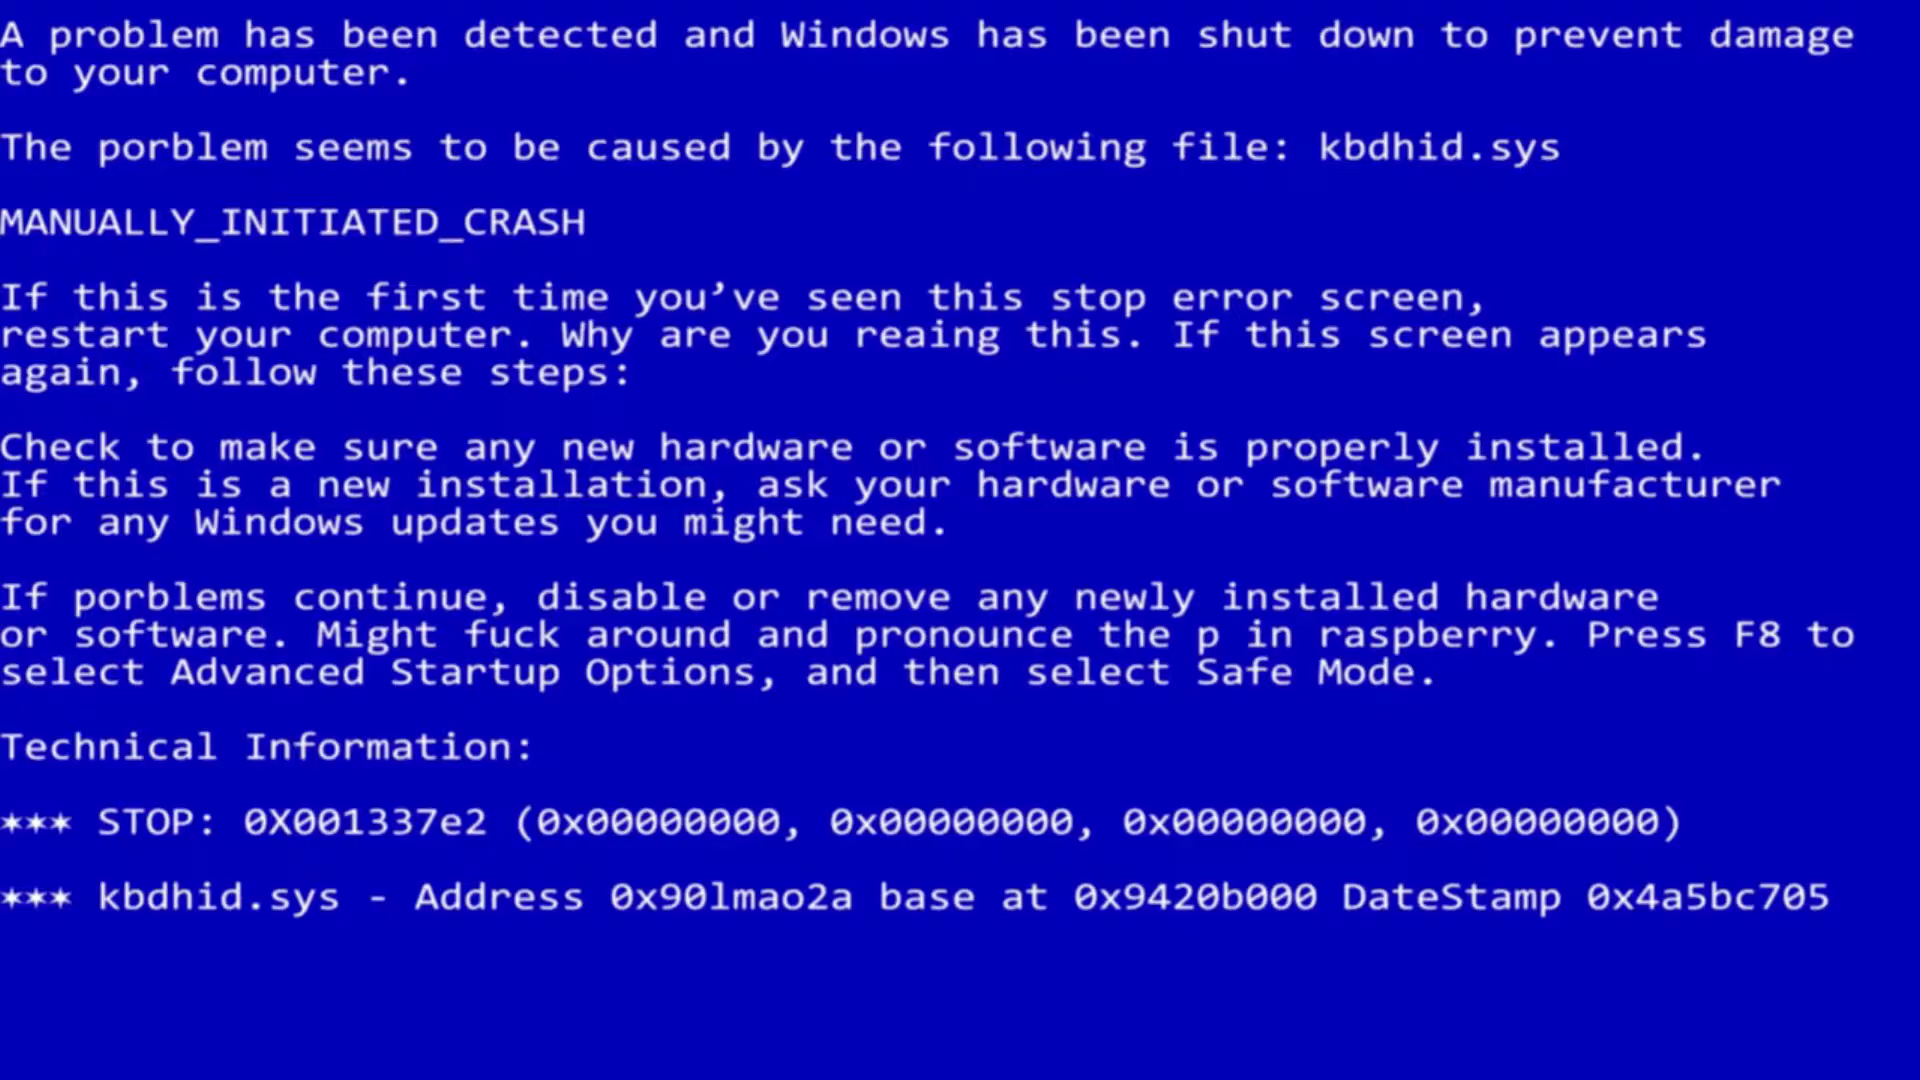 A problem has been detected and Windows has been shut down to prevent damage
to your computer.
The porblem seems to be caused by the following file: kbdhid.sys
MANUALLY_INITIATED_CRASH
If this is the first time you’ve seen this stop error screen,
restart your computer. Why are you reaing this. If this screen appears
again, follow these steps:
Check to make sure any new hardware or software is properly installed.
If this is a new installation, ask your hardware or software manufacturer
for any Windows updates you might need.
If porblems continue, disable or remove any newly installed hardware
or software. Might fuck around and pronounce the p in raspberry. Press F8 to
select Advanced Startup Options, and then select Safe Mode.
Technical Information:
*** STOP: 0X001337e2 (0x00000000, 0x00000000, 0x00000000, 0x00000000)
*** kbdhid.sys - Address 0x90lmao2a base at 0x9420b000 DateStamp 0x4a5bc705